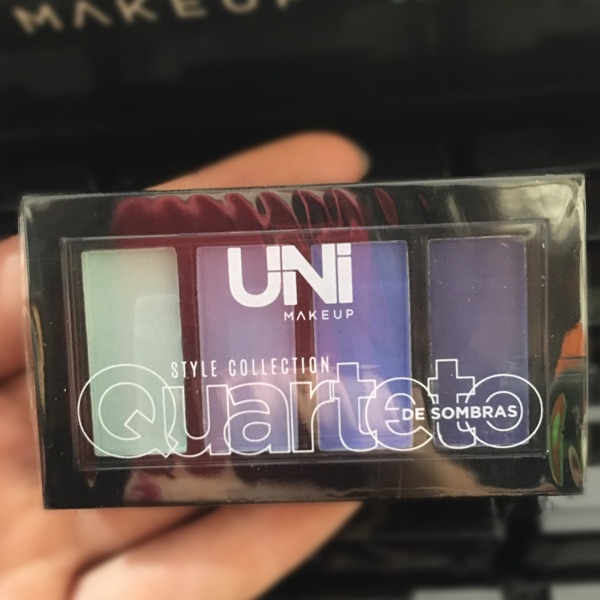 MAKEUP
UNi
MAKEUP
STYLE COLLECTION
Quarteto
DE SOMBRAS